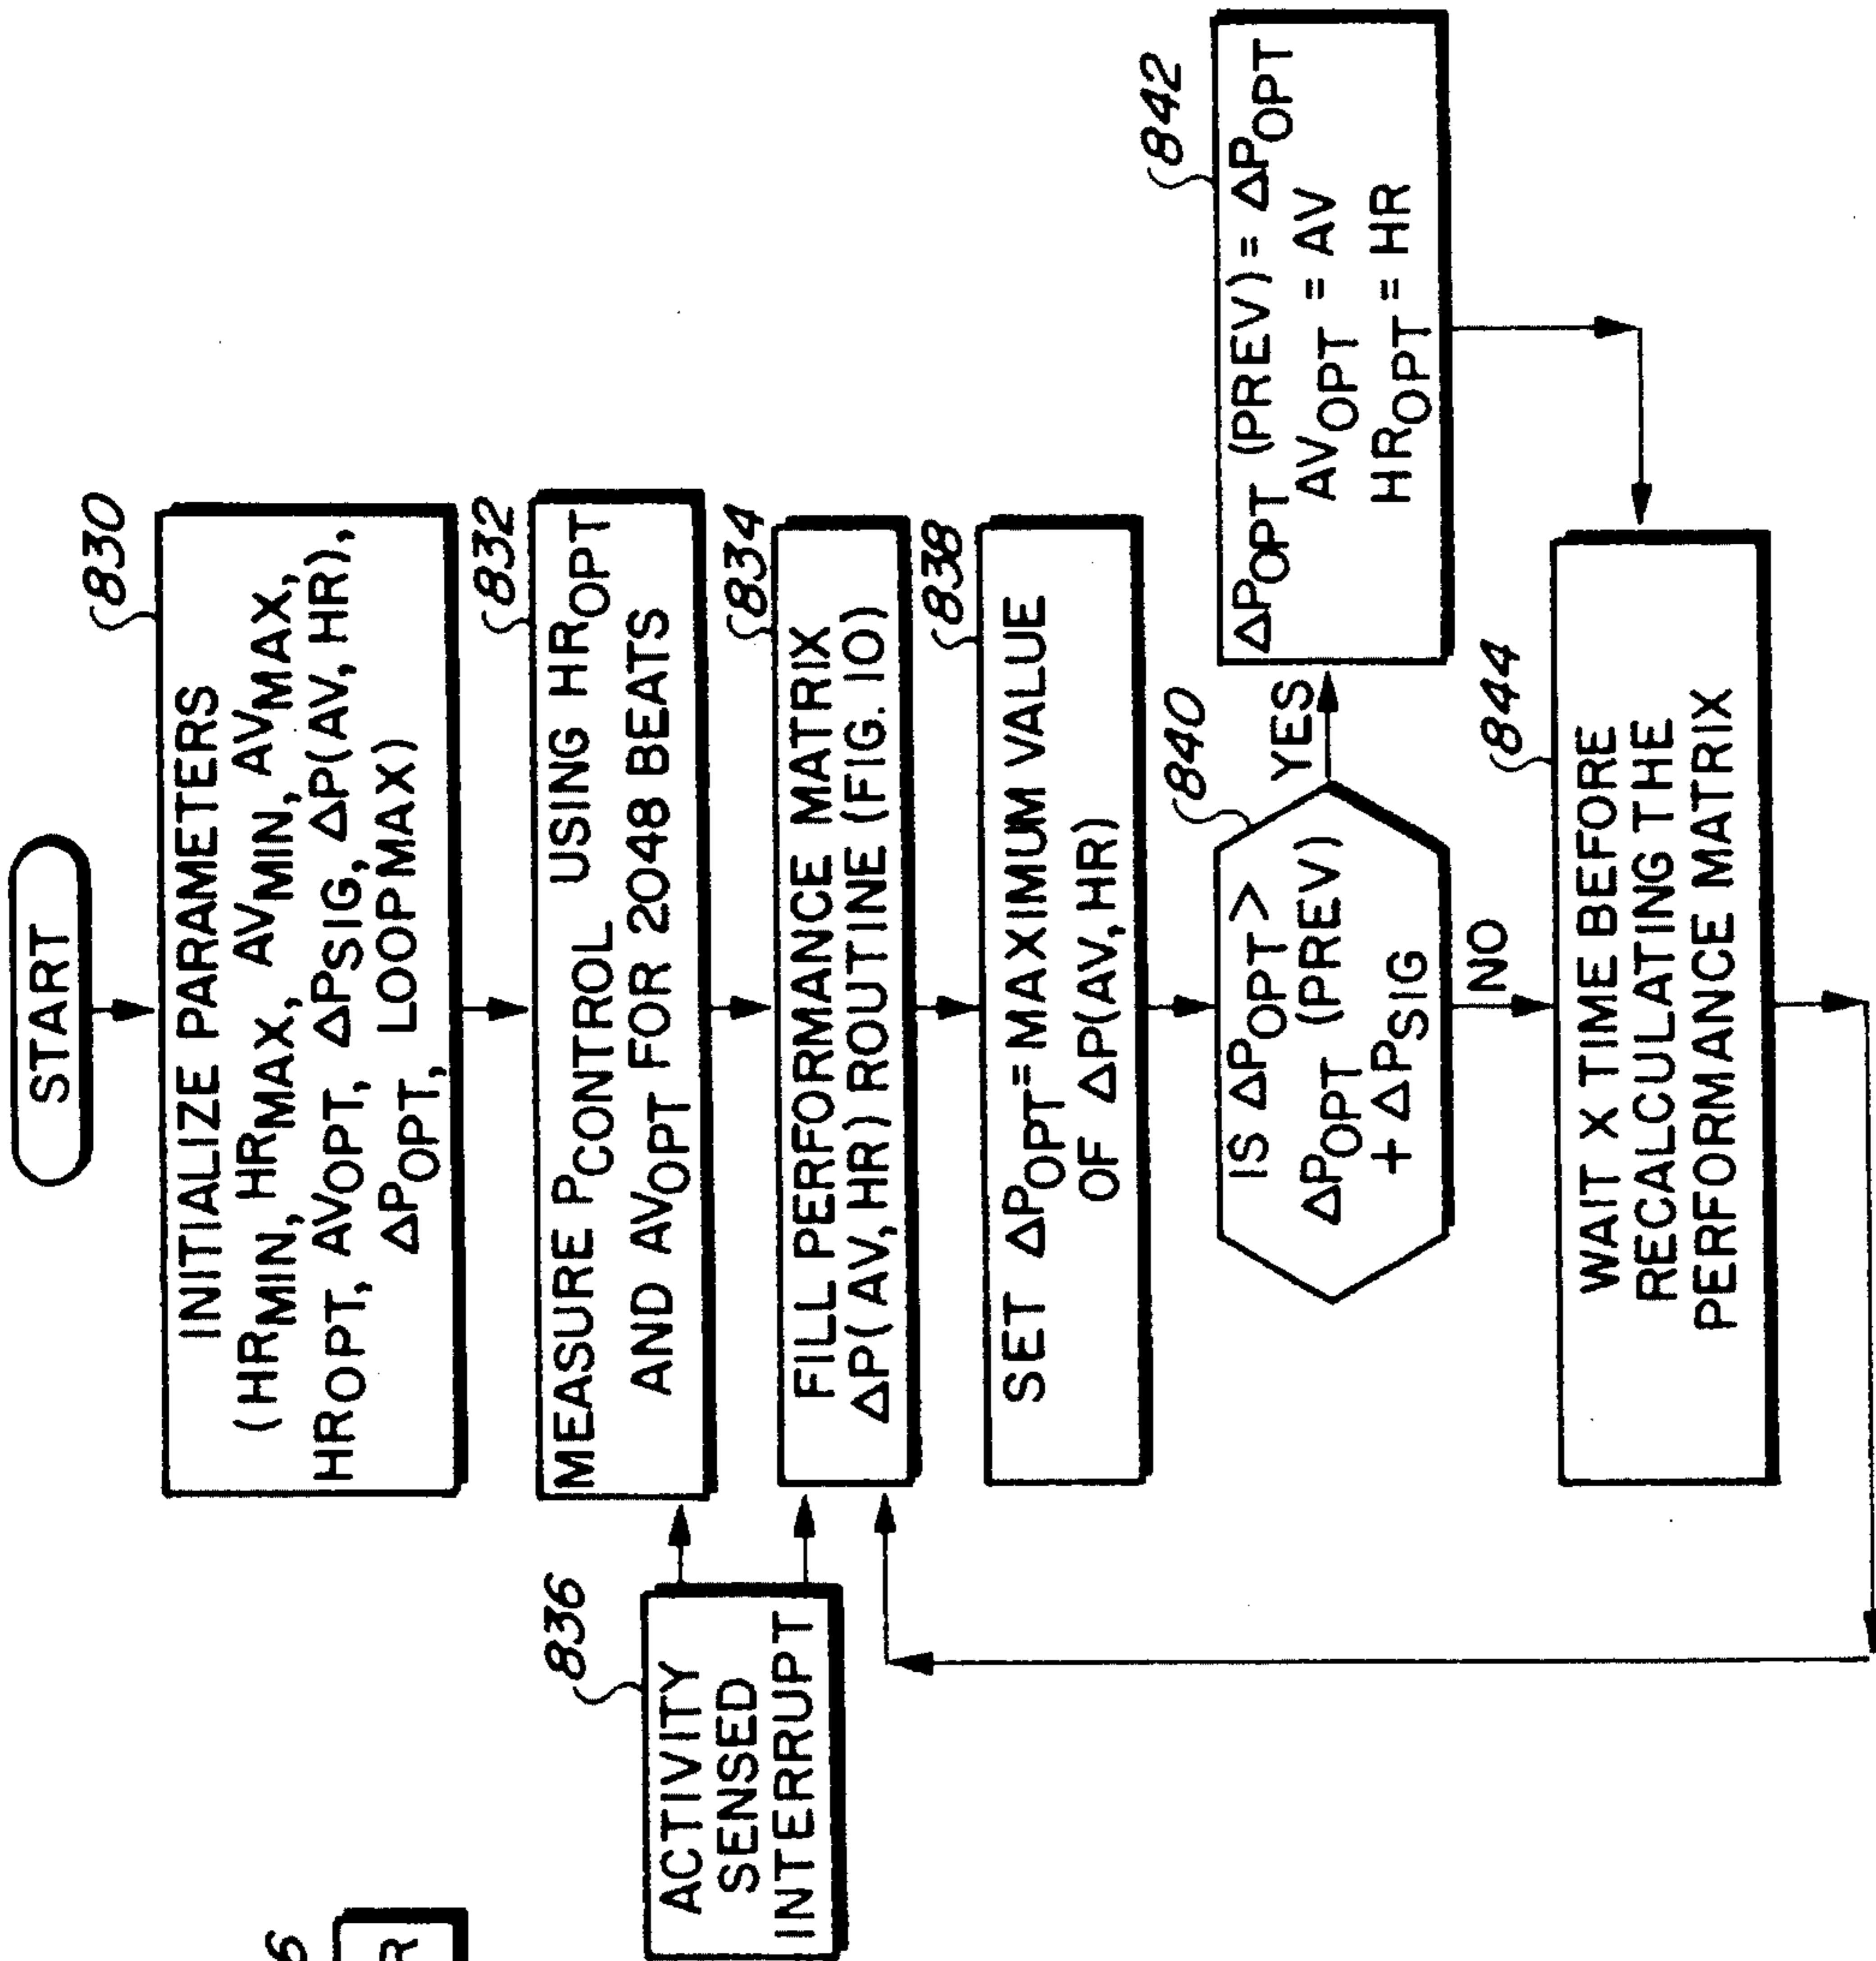 START
830
INITIALIZE PARAMETERS
(HRMIN, HRMAX, AVMIN, AVMAX,
HROPT, AVOPT, ΔPSIG, ΔP(AV, HR),
ΔPOPT, LOOPMAX)
832
MEASURE PCONTROL USING HROPT
AND AVOPT FOR 2048 BEATS
834
FILL PERFORMANCE MATRIX
ΔP(AV, HR) ROUTINE (FIG. 10)
836
ACTIVITY
SENSED
INTERRUPT
838
SET ΔPOPT = MAXIMUM VALUE
OF ΔP(AV, HR)
840
IS ΔPOPT >
ΔPOPT (PREV)
+ ΔPSIG
YES
NO
842
ΔPOPT (PREV) = ΔPOPT
AVOPT = AV
HROPT = HR
844
WAIT X TIME BEFORE
RECALCULATING THE
PERFORMANCE MATRIX
6
R